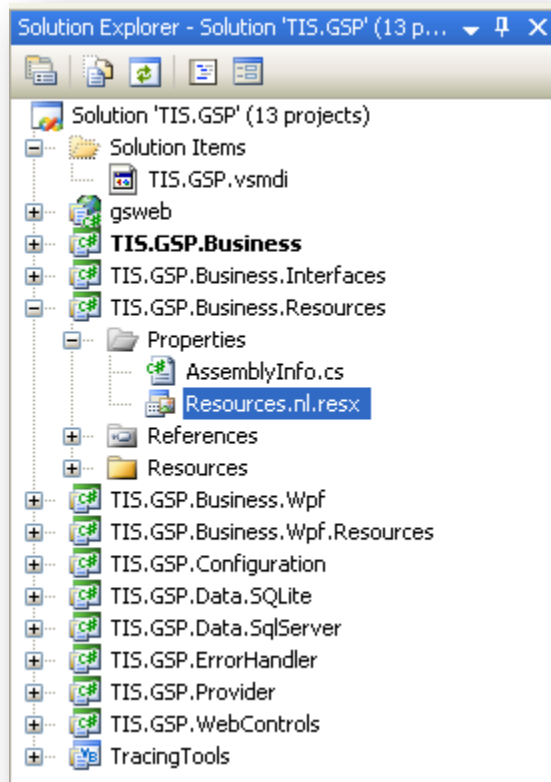 Solution Explorer - Solution 'TIS.GSP' (13 p...
Solution 'TIS.GSP' (13 projects)
Solution Items
TIS.GSP.vsmdi
gsweb
TIS.GSP.Business
TIS.GSP.Business.Interfaces
TIS.GSP.Business.Resources
Properties
AssemblyInfo.cs
Resources.nl.resx
References
Resources
TIS.GSP.Business.Wpf
TIS.GSP.Business.Wpf.Resources
TIS.GSP.Configuration
TIS.GSP.Data.SQLite
TIS.GSP.Data.SqlServer
TIS.GSP.ErrorHandler
TIS.GSP.Provider
TIS.GSP.WebControls
TracingTools